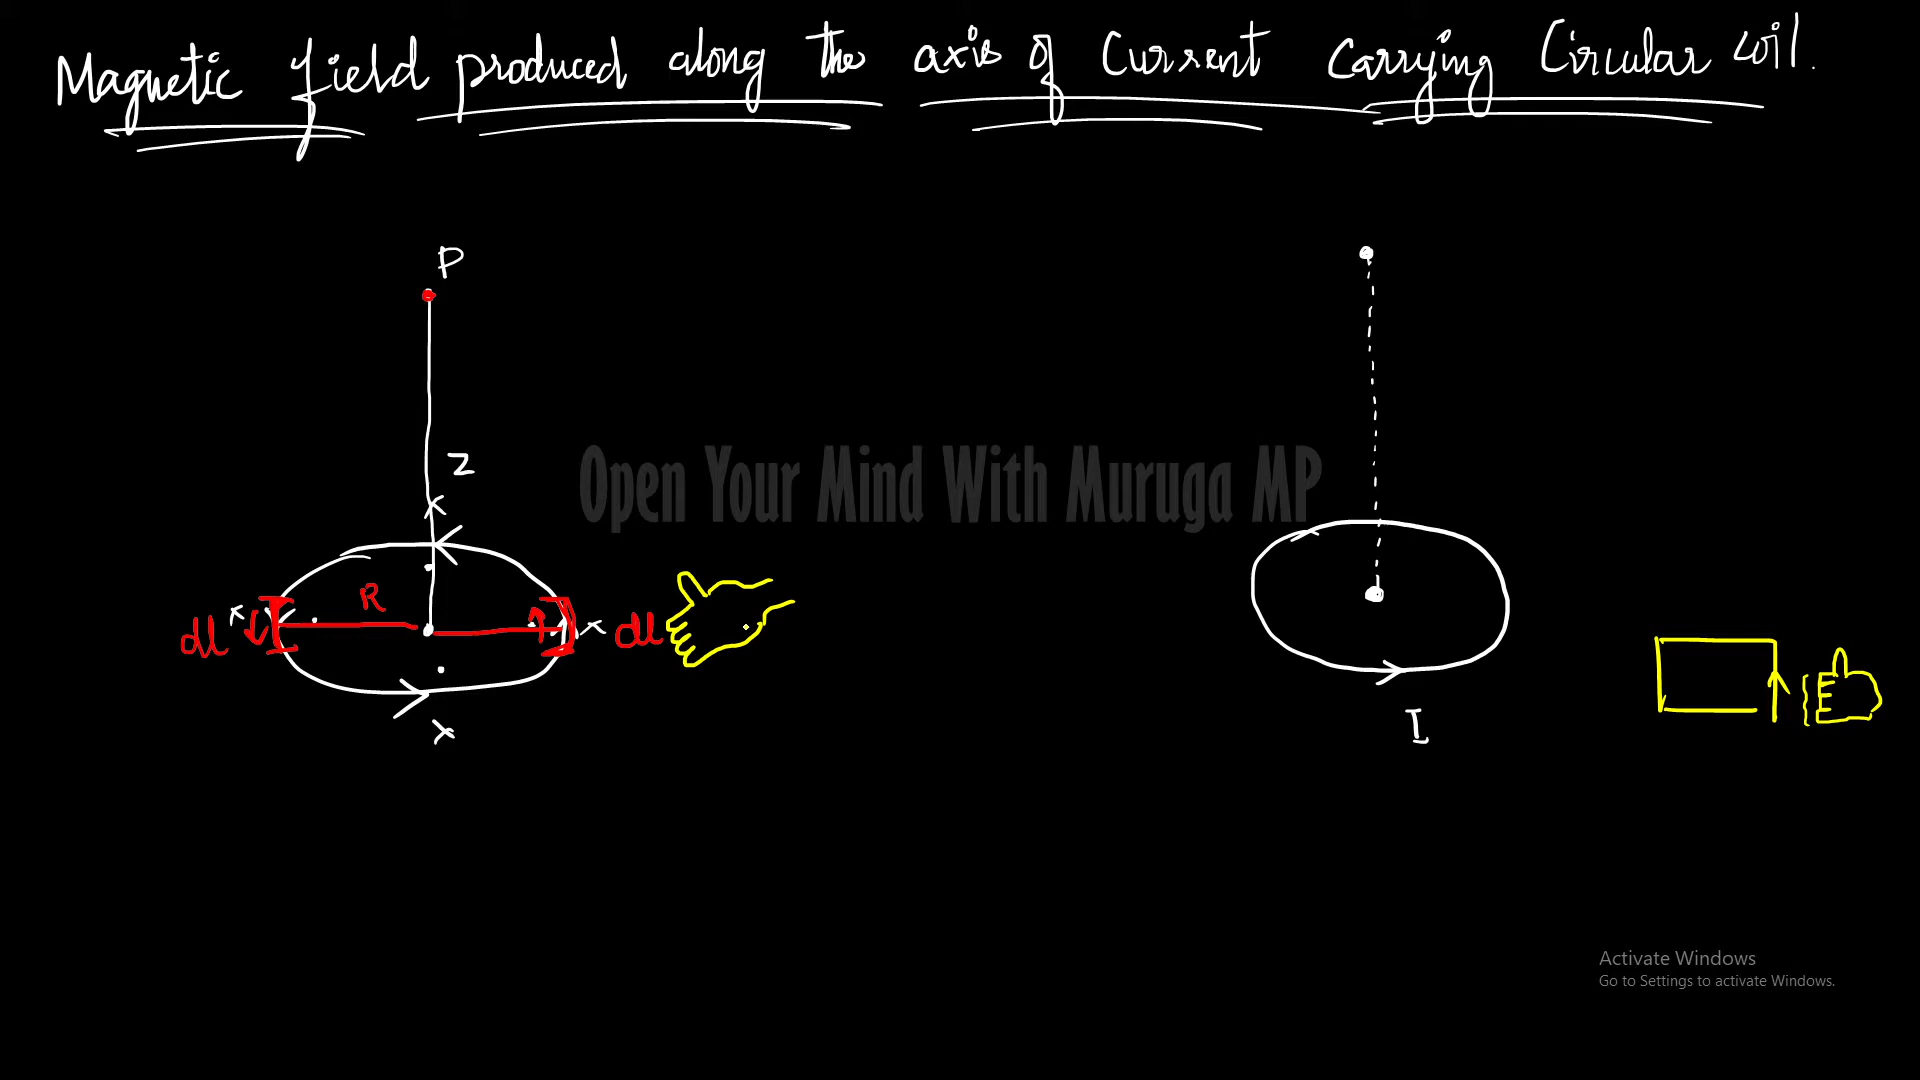 Magnetic field produced along the axis of Current Carrying Circular coil.
P
z
Open Your Mind With Muruga MP
R
x
dl
x
dl
x
I
Activate Windows
Go to Settings to activate Windows.